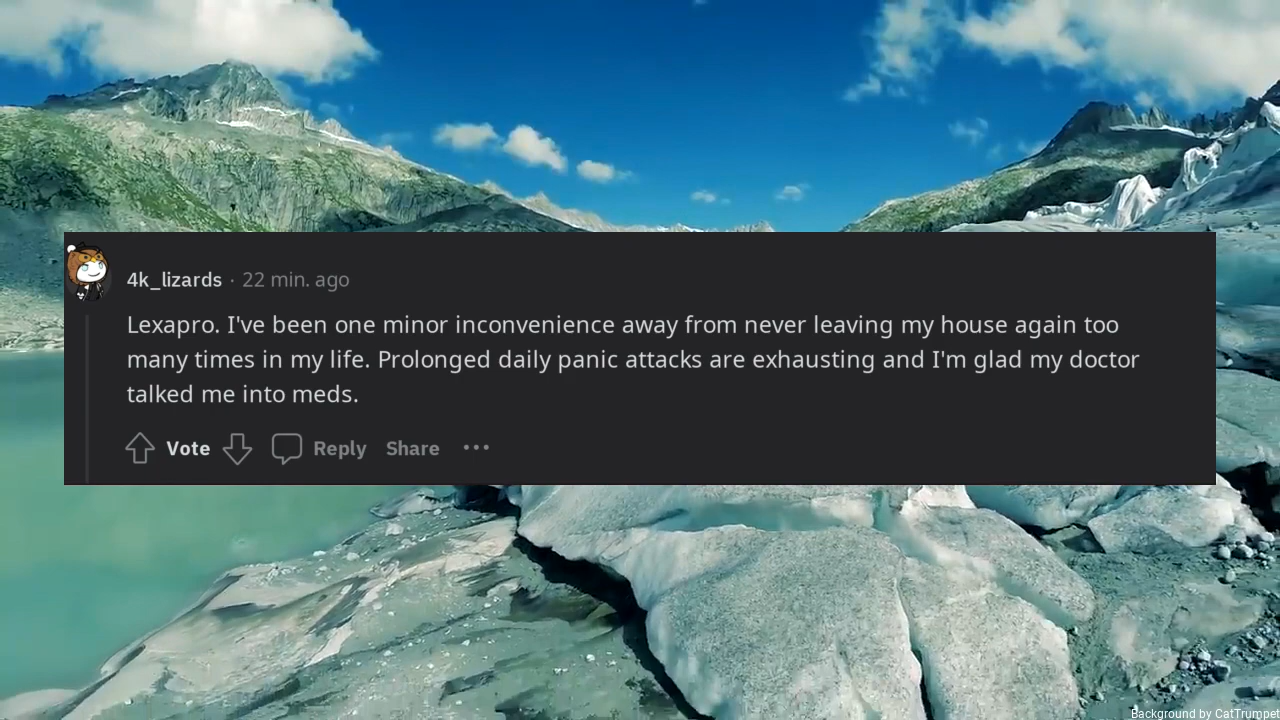 4k_lizards · 22 min. ago
Lexapro. I've been one minor inconvenience away from never leaving my house again too
many times in my life. Prolonged daily panic attacks are exhausting and I'm glad my doctor
talked me into meds.
Vote Reply Share ···
Background by CatTrumpet